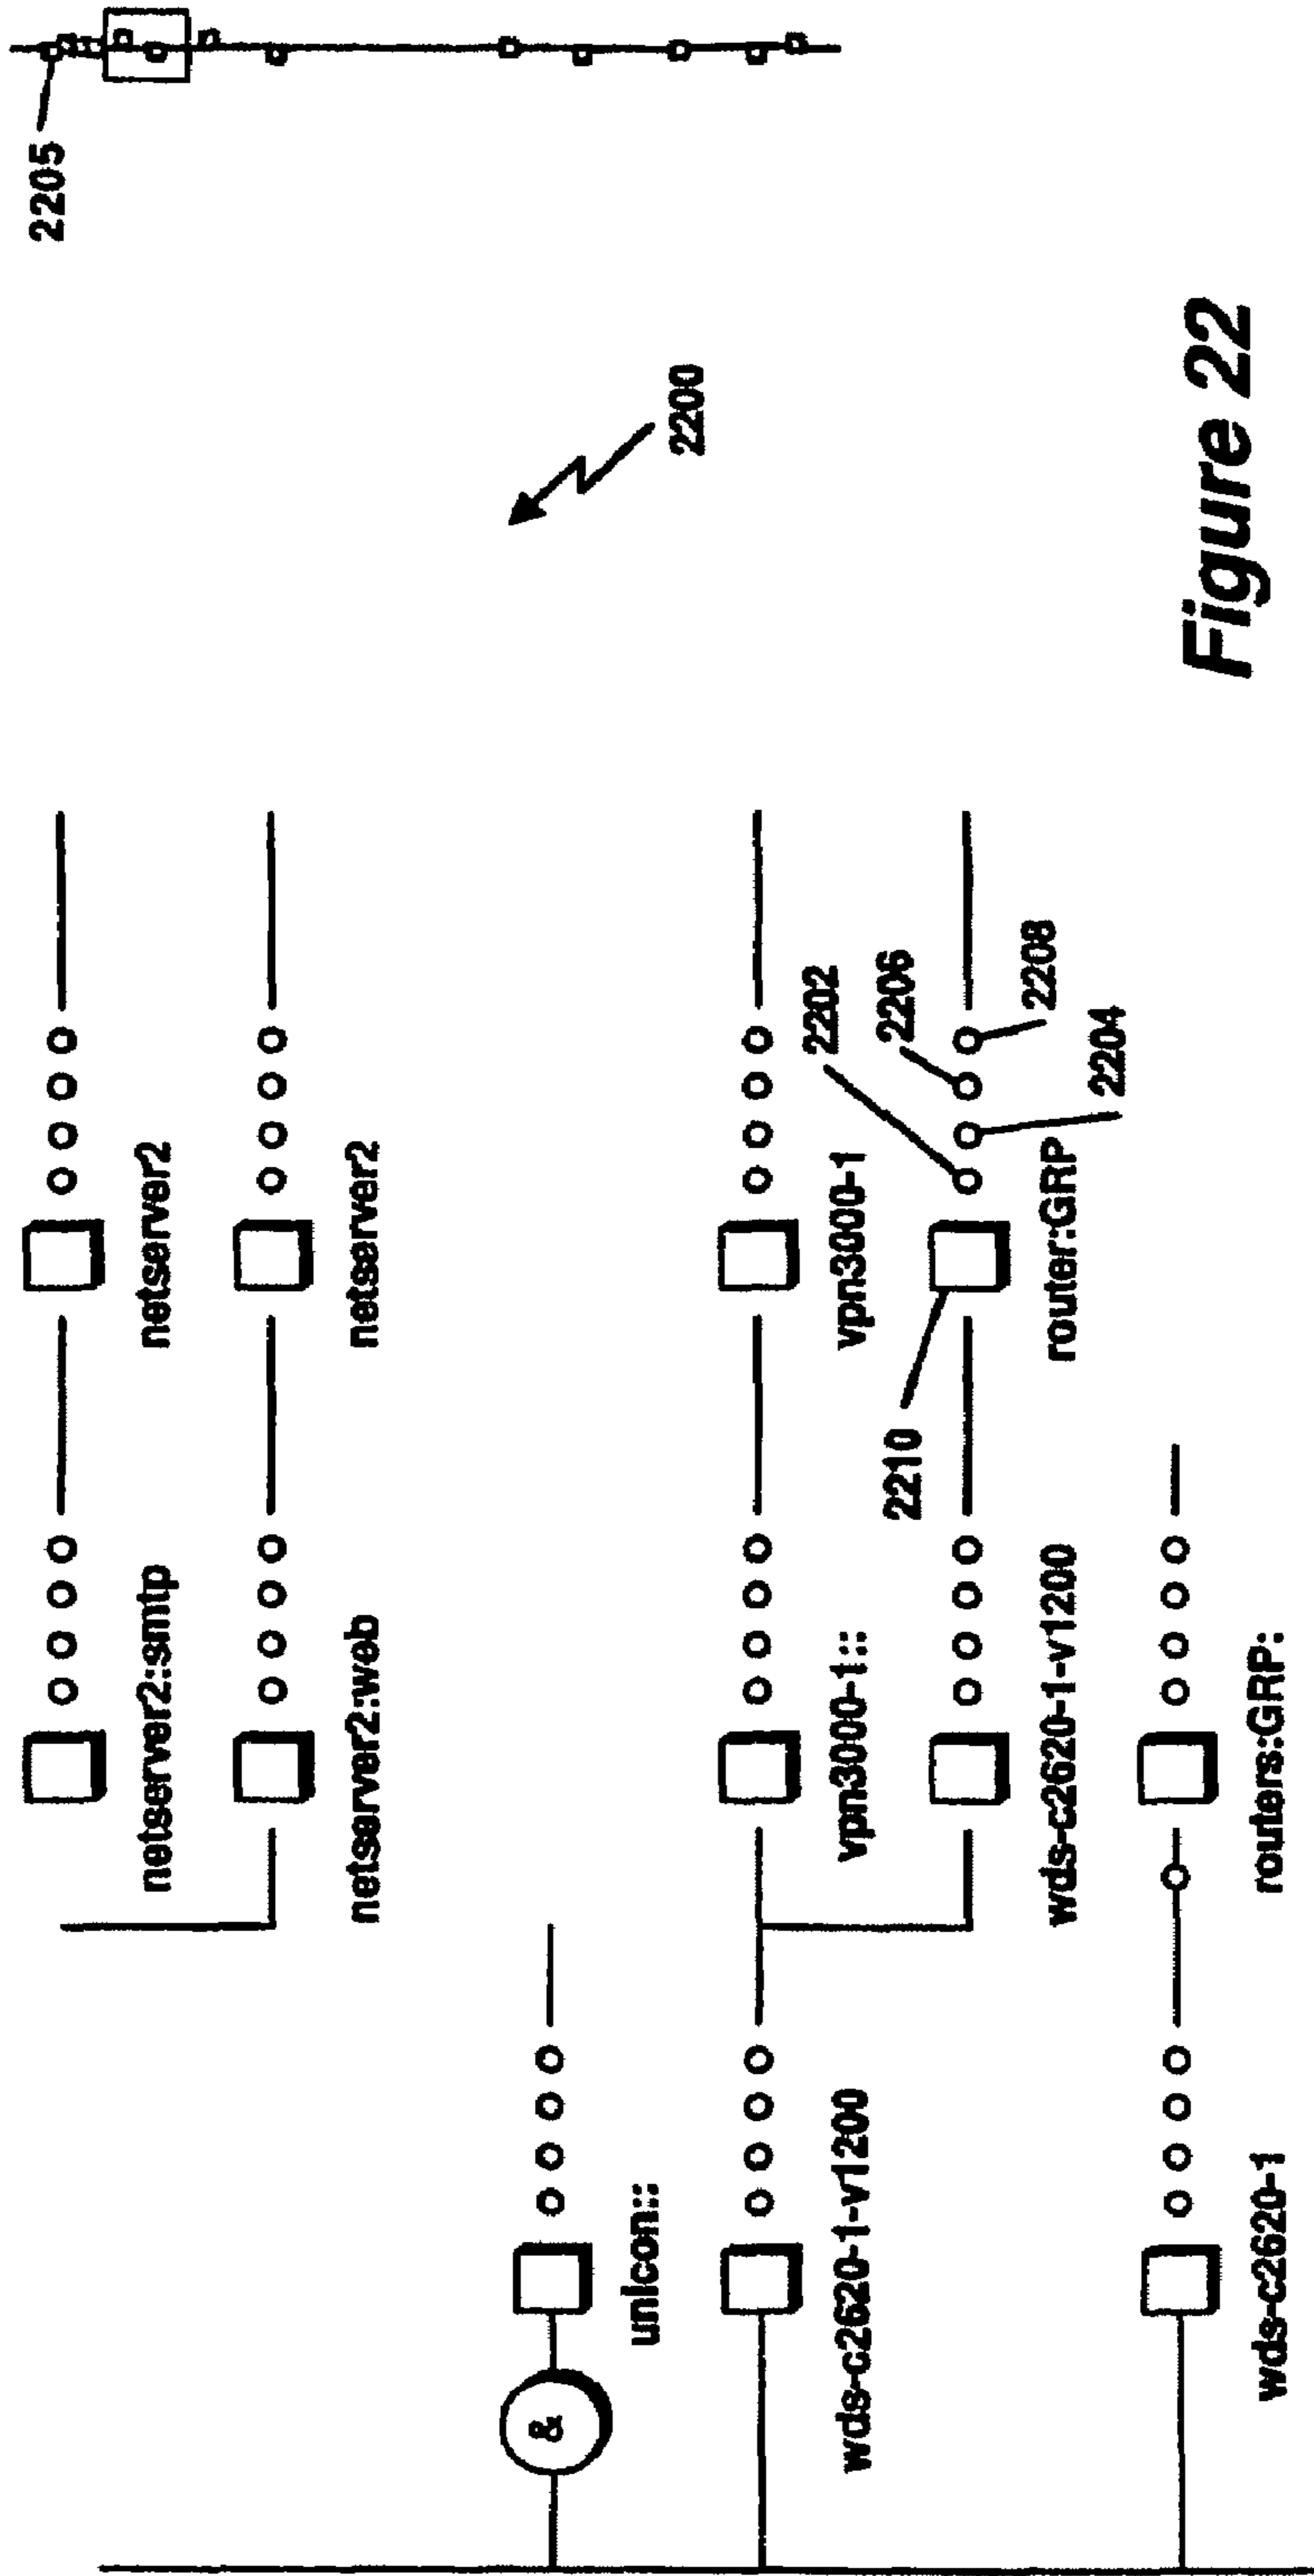 2205
netserver2:smtp
netserver2
netserver2:web
netserver2
&
unicon::
2200
wds-c2620-1-v1200
vpn3000-1::
vpn3000-1
2202
2206
2210
2208
wds-c2620-1-v1200
router:GRP
2204
wds-c2620-1
routers:GRP:
Figure 22